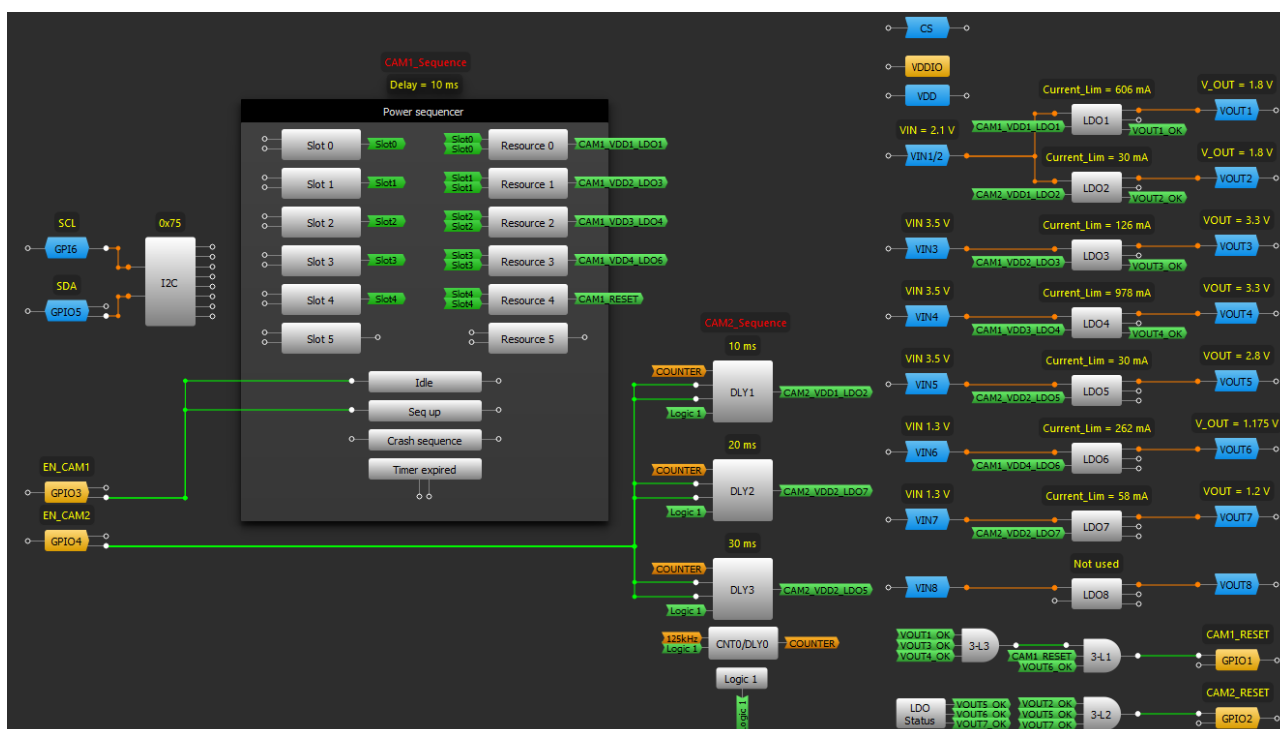 CAM1_Sequence
Delay = 10 ms
Power sequencer
Slot 0
Slot0
Slot0
Slot0
Resource 0
CAM1_VDD1_LDO1
Slot 1
Slot1
Slot1
Slot1
Resource 1
CAM1_VDD2_LDO3
Slot 2
Slot2
Slot2
Slot2
Resource 2
CAM1_VDD3_LDO4
Slot 3
Slot3
Slot3
Slot3
Resource 3
CAM1_VDD4_LDO6
Slot 4
Slot4
Slot4
Slot4
Resource 4
CAM1_RESET
Slot 5
Resource 5
Idle
Seq up
Crash sequence
Timer expired
SCL
GPI6
SDA
GPIO5
0x75
I2C
EN_CAM1
GPIO3
EN_CAM2
GPIO4
CAM2_Sequence
10 ms
COUNTER
Logic 1
DLY1
CAM2_VDD1_LDO2
20 ms
COUNTER
Logic 1
DLY2
CAM2_VDD2_LDO7
30 ms
COUNTER
Logic 1
DLY3
CAM2_VDD2_LDO5
125kHz
Logic 1
CNT0/DLY0
COUNTER
Logic 1
Logic 1
CS
VDDIO
VDD
VIN = 2.1 V
VIN1/2
Current_Lim = 606 mA
CAM1_VDD1_LDO1
LDO1
VOUT1_OK
V_OUT = 1.8 V
VOUT1
Current_Lim = 30 mA
CAM2_VDD1_LDO2
LDO2
VOUT2_OK
V_OUT = 1.8 V
VOUT2
VIN 3.5 V
VIN3
Current_Lim = 126 mA
CAM1_VDD2_LDO3
LDO3
VOUT3_OK
VOUT = 3.3 V
VOUT3
VIN 3.5 V
VIN4
Current_Lim = 978 mA
CAM1_VDD3_LDO4
LDO4
VOUT4_OK
VOUT = 3.3 V
VOUT4
VIN 3.5 V
VIN5
Current_Lim = 30 mA
CAM2_VDD2_LDO5
LDO5
VOUT = 2.8 V
VOUT5
VIN 1.3 V
VIN6
Current_Lim = 262 mA
CAM1_VDD4_LDO6
LDO6
V_OUT = 1.175 V
VOUT6
VIN 1.3 V
VIN7
Current_Lim = 58 mA
CAM2_VDD2_LDO7
LDO7
VOUT = 1.2 V
VOUT7
VIN8
Not used
LDO8
VOUT8
VOUT1_OK
VOUT3_OK
VOUT4_OK
3-L3
CAM1_RESET
VOUT6_OK
3-L1
CAM1_RESET
GPIO1
LDO
Status
VOUT5_OK
VOUT6_OK
VOUT7_OK
VOUT2_OK
VOUT5_OK
VOUT7_OK
3-L2
CAM2_RESET
GPIO2